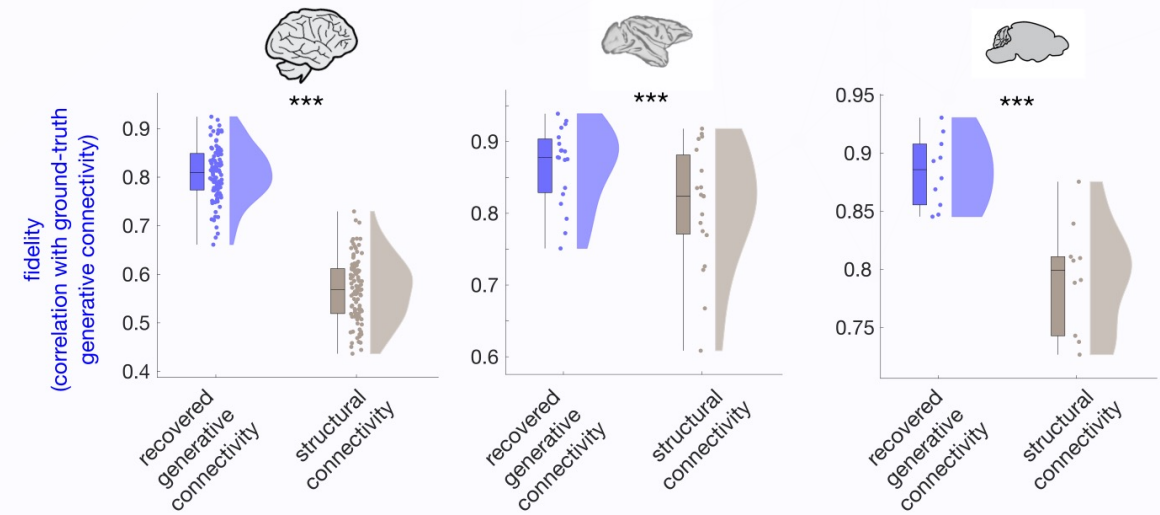 fidelity
(correlation with ground-truth
generative connectivity)
***
0.9
0.8
0.7
0.6
0.5
0.4
recovered
generative
connectivity
structural
connectivity
***
0.9
0.8
0.7
0.6
recovered
generative
connectivity
structural
connectivity
***
0.95
0.9
0.85
0.8
0.75
recovered
generative
connectivity
structural
connectivity